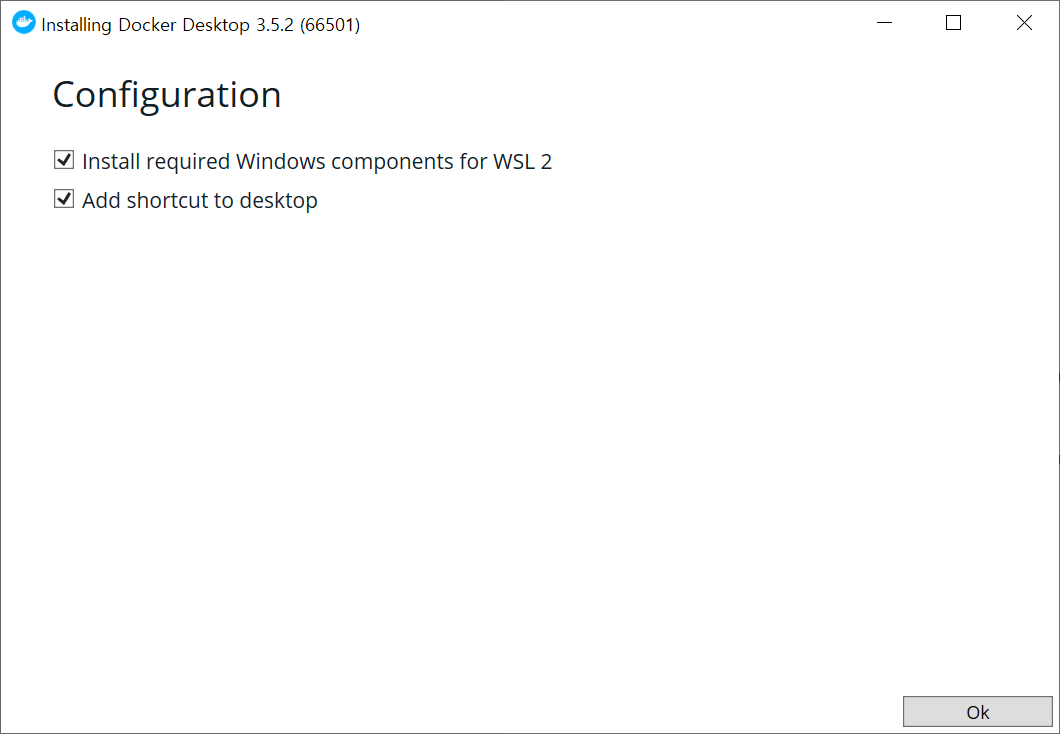 Installing Docker Desktop 3.5.2 (66501)
Configuration
Install required Windows components for WSL 2
Add shortcut to desktop
Ok